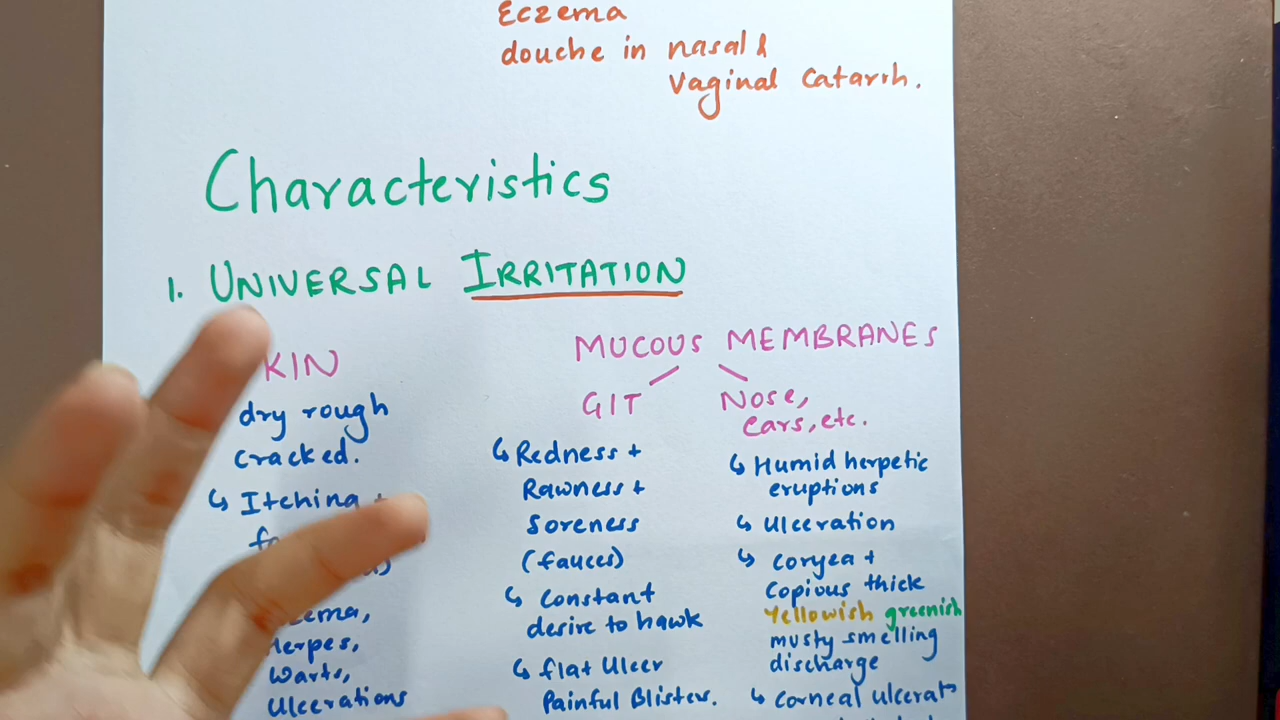 Eczema
douche in nasal &
Vaginal Catarrh.
Characteristics
1. UNIVERSAL IRRITATION
KIN
dry rough
cracked.
↳ Itching +
zema,
Herpes,
Warts,
Ulcerations
MUCOUS MEMBRANES
GIT
↳ Redness +
Rawness +
Soreness
(fauces)
↳ Constant
desire to hawk
↳ flat Ulcer
Painful Blisters.
Nose,
Ears, etc.
↳ Humid herpetic
eruptions
↳ Ulceration
↳ coryza +
copious thick
Yellowish greenish
musty smelling
discharge
↳ Corneal ulcerat